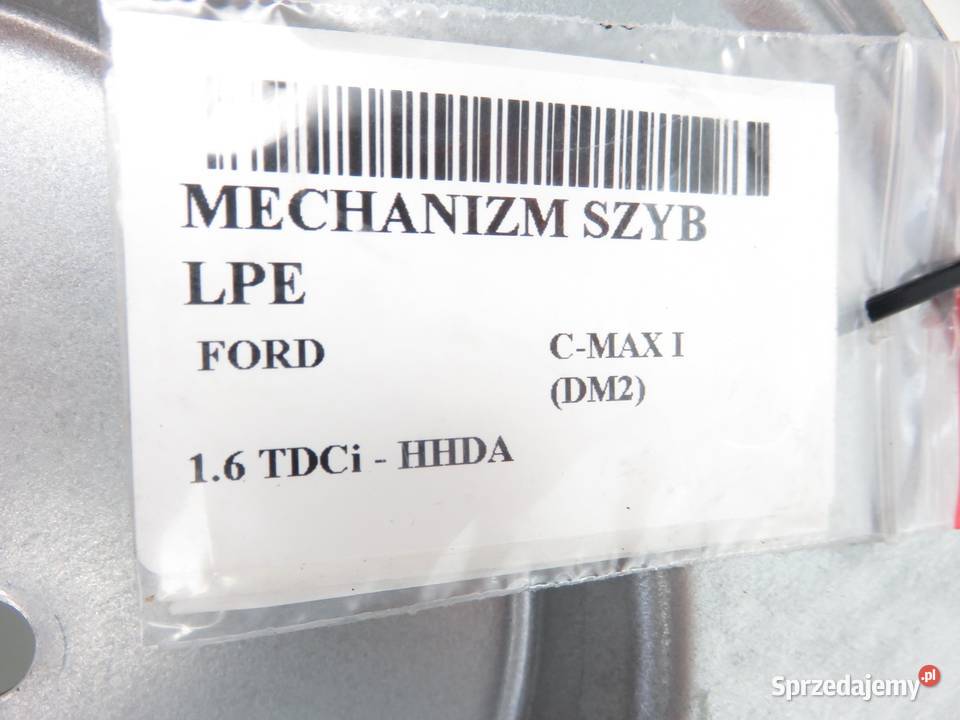 MECHANIZM SZYB
LPE
FORD C-MAX I
(DM2)
1.6 TDCi - HHDA
Sprzedajemy.pl